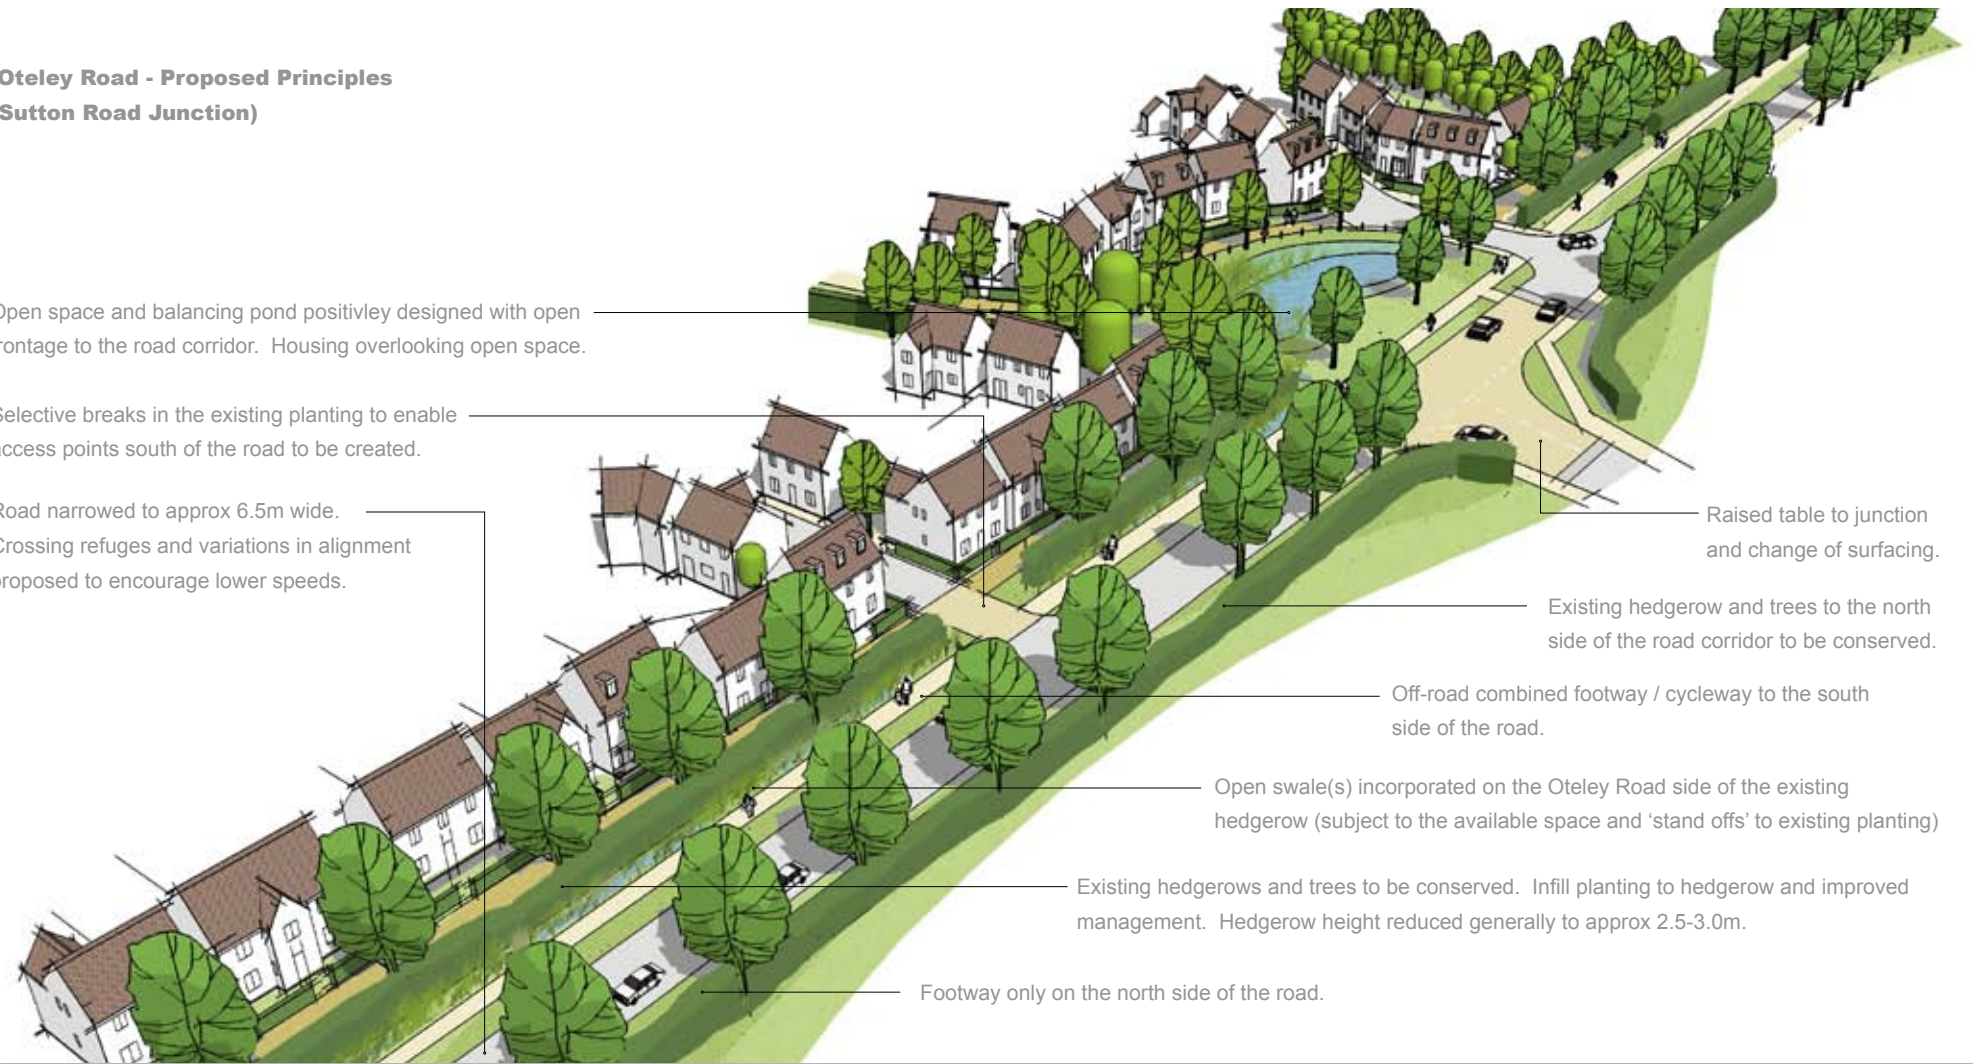 Oteley Road - Proposed Principles
Sutton Road Junction)
Open space and balancing pond positivley designed with open
frontage to the road corridor. Housing overlooking open space.
Selective breaks in the existing planting to enable
access points south of the road to be created.
Road narrowed to approx 6.5m wide.
Crossing refuges and variations in alignment
proposed to encourage lower speeds.
Raised table to junction
and change of surfacing.
Existing hedgerow and trees to the north
side of the road corridor to be conserved.
Off-road combined footway / cycleway to the south
side of the road.
Open swale(s) incorporated on the Oteley Road side of the existing
hedgerow (subject to the available space and ‘stand offs’ to existing planting)
Existing hedgerows and trees to be conserved. Infill planting to hedgerow and improved
management. Hedgerow height reduced generally to approx 2.5-3.0m.
Footway only on the north side of the road.